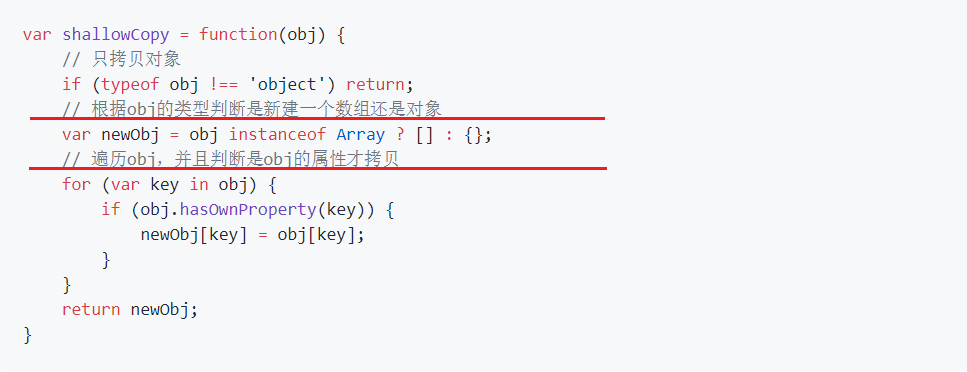 var shallowCopy = function(obj) {
    // 只拷贝对象
    if (typeof obj !== 'object') return;
    // 根据obj的类型判断是新建一个数组还是对象
    var newObj = obj instanceof Array ? [] : {};
    // 遍历obj，并且判断是obj的属性才拷贝
    for (var key in obj) {
        if (obj.hasOwnProperty(key)) {
            newObj[key] = obj[key];
        }
    }
    return newObj;
}